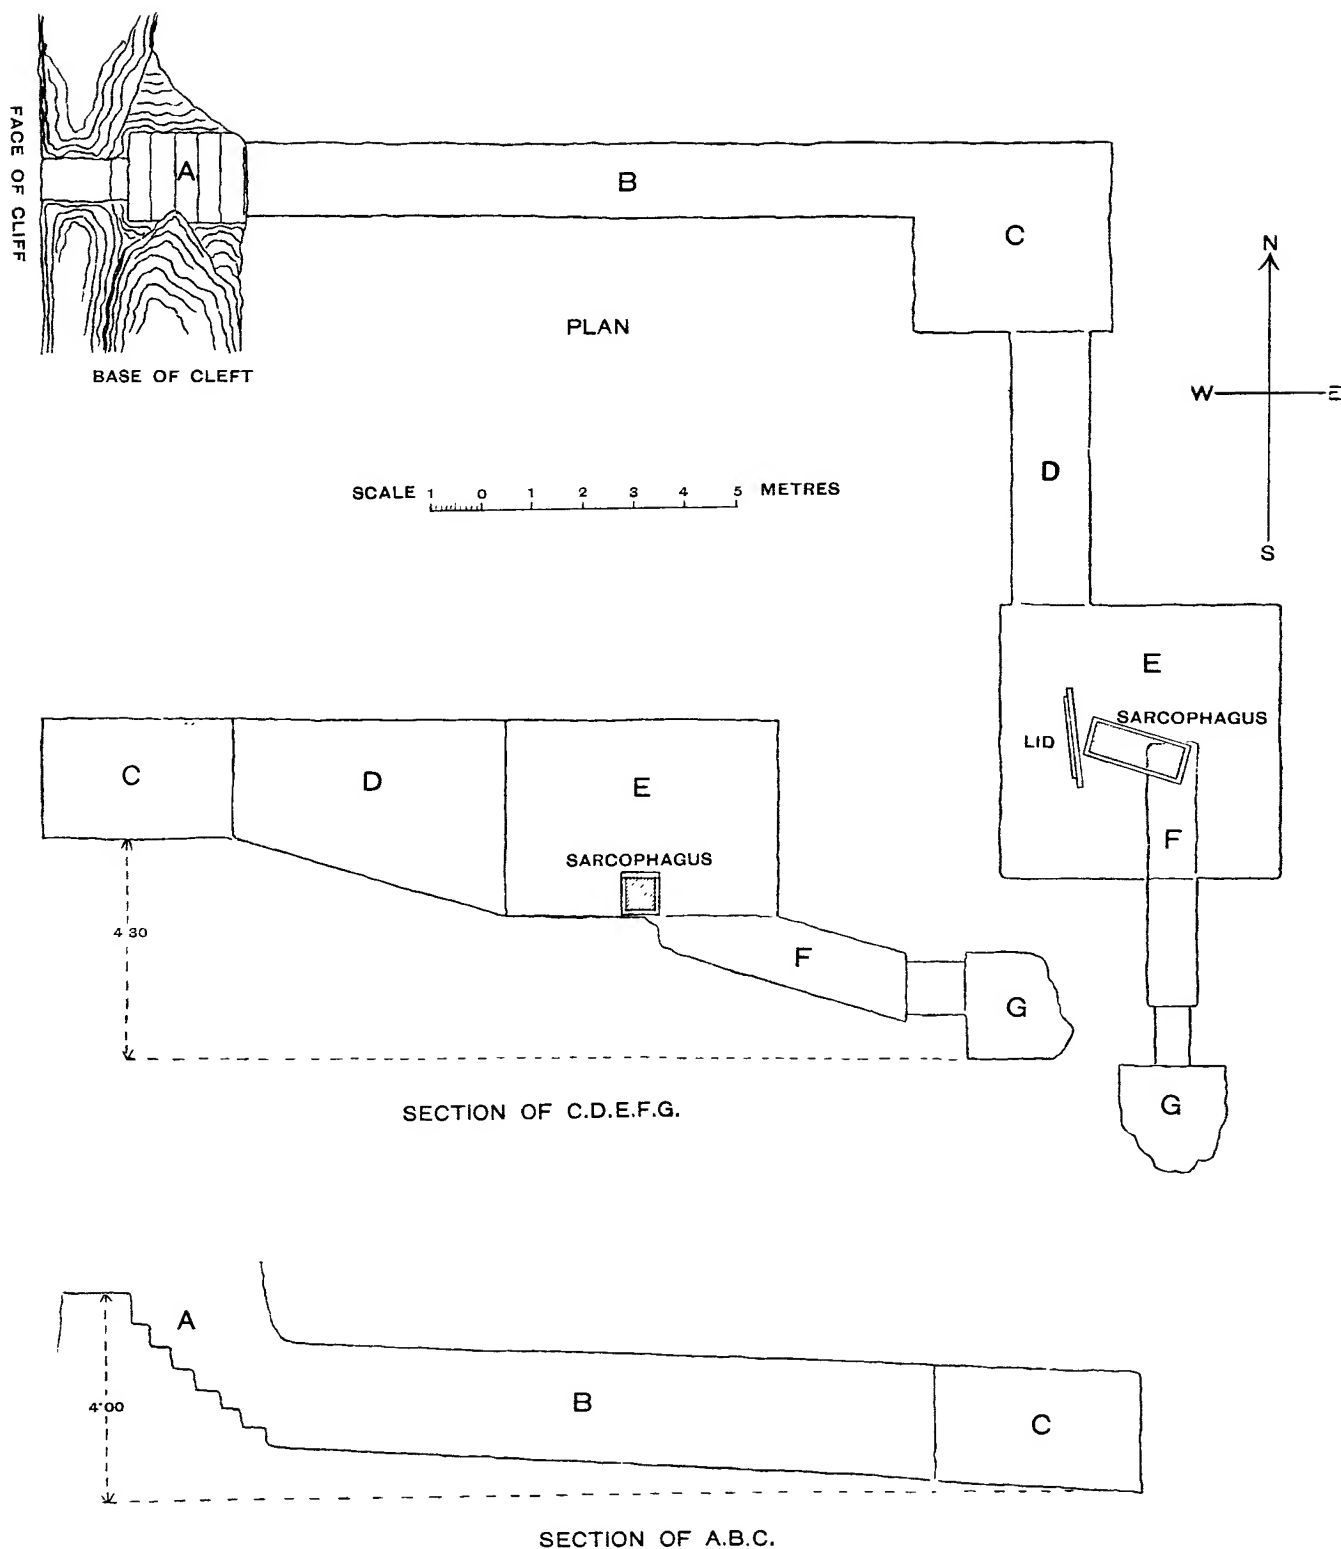 FACE OF CLIFF
A
B
C
N
PLAN
BASE OF CLEFT
W E
D
SCALE 1 0 1 2 3 4 5 METRES
S
E
SARCOPHAGUS
LID
F
G
C
D
E
SARCOPHAGUS
4 30
F
G
SECTION OF C.D.E.F.G.
A
4·00
B
C
SECTION OF A.B.C.